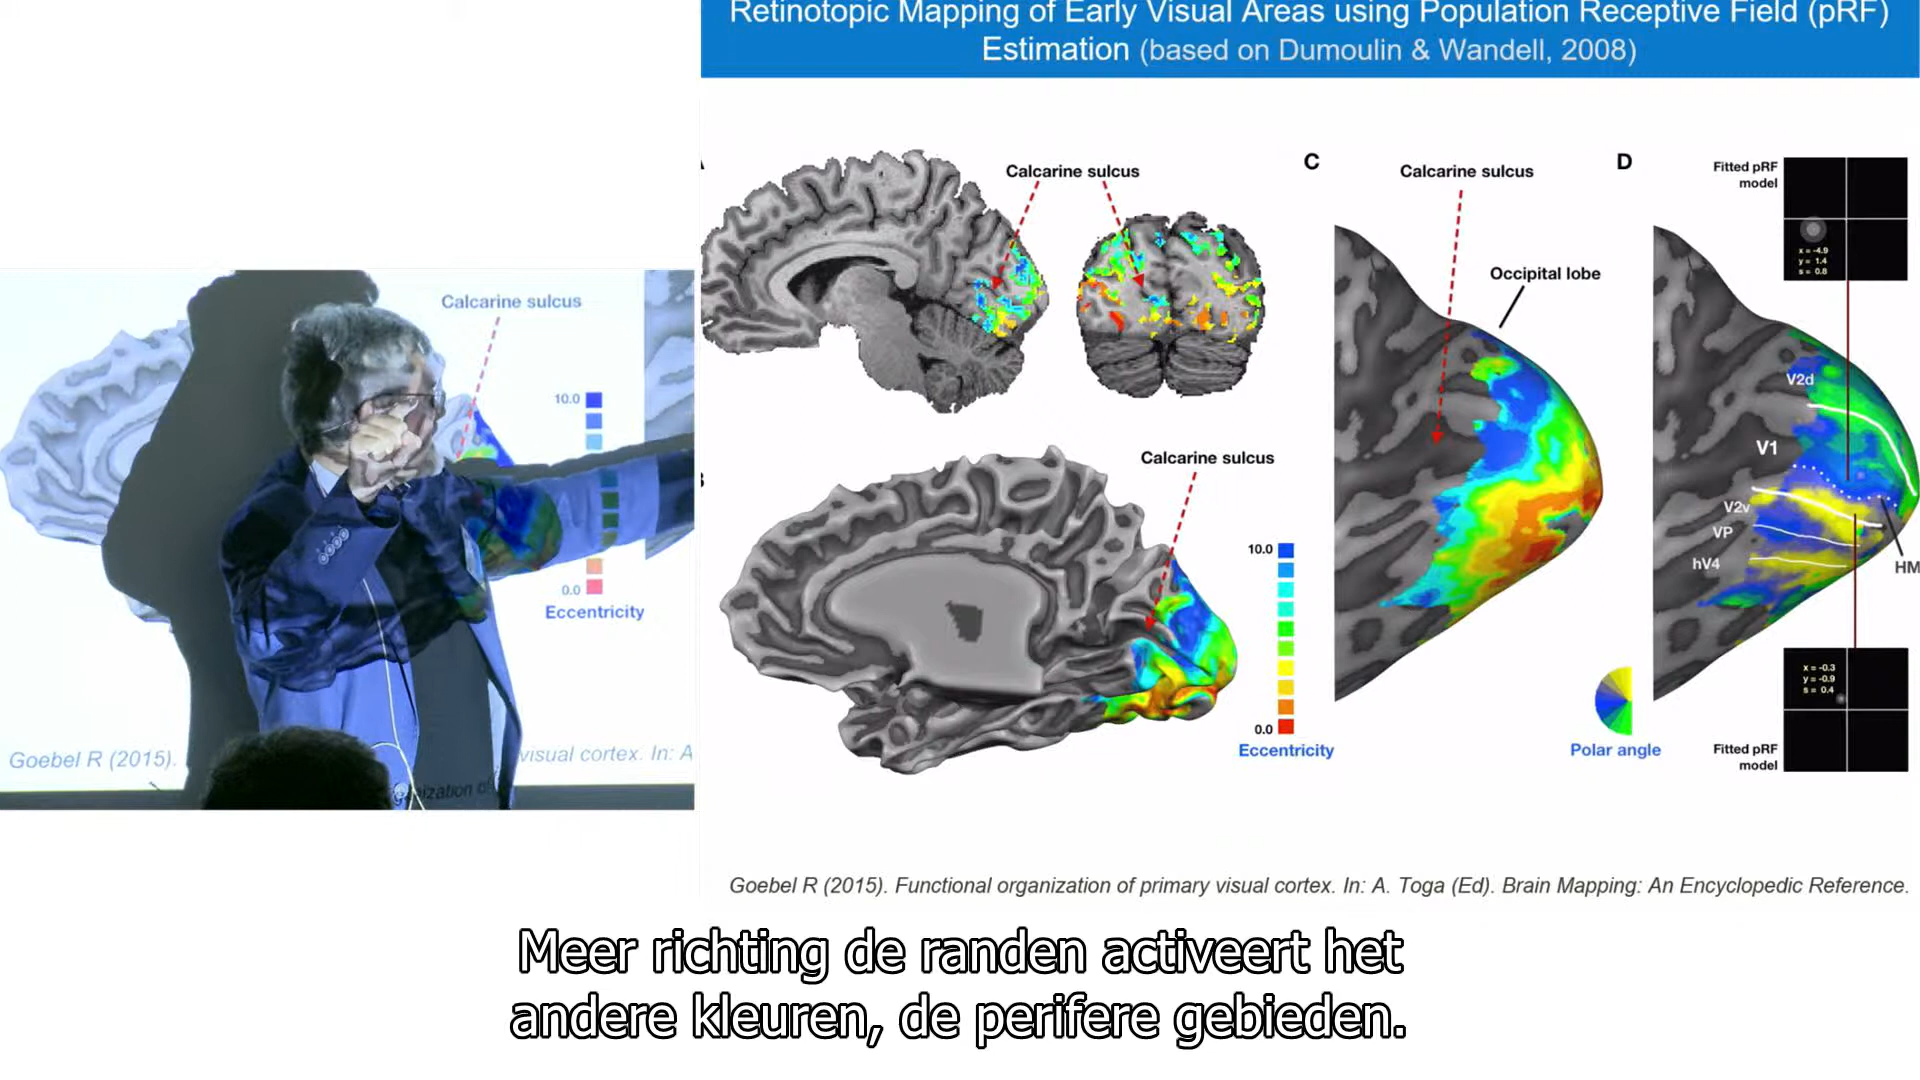 Retinotopic Mapping of Early Visual Areas using Population Receptive Field (pRF)
Estimation (based on Dumoulin & Wandell, 2008)
Calcarine sulcus
10.0
0.0
Eccentricity
Goebel R (2015).
visual cortex. In: A
Calcarine sulcus
Calcarine sulcus
10.0
0.0
Eccentricity
C
Calcarine sulcus
Occipital lobe
Polar angle
D
Fitted pRF
model
x = -4.9
y = 1.4
s = 0.8
V2d
V1
V2v
VP
hV4
HM
x = -0.3
y = -0.9
s = 0.4
Fitted pRF
model
Goebel R (2015). Functional organization of primary visual cortex. In: A. Toga (Ed). Brain Mapping: An Encyclopedic Reference.
Meer richting de randen activeert het
andere kleuren, de perifere gebieden.